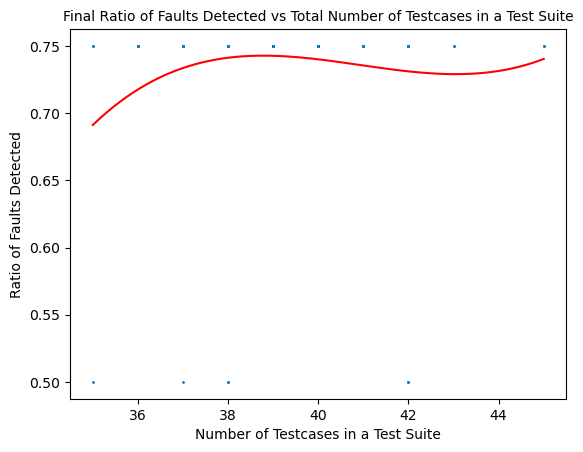 Final Ratio of Faults Detected vs Total Number of Testcases in a Test Suite
0.75
0.70
0.65
0.60
0.55
0.50
Ratio of Faults Detected
36 38 40 42 44
Number of Testcases in a Test Suite